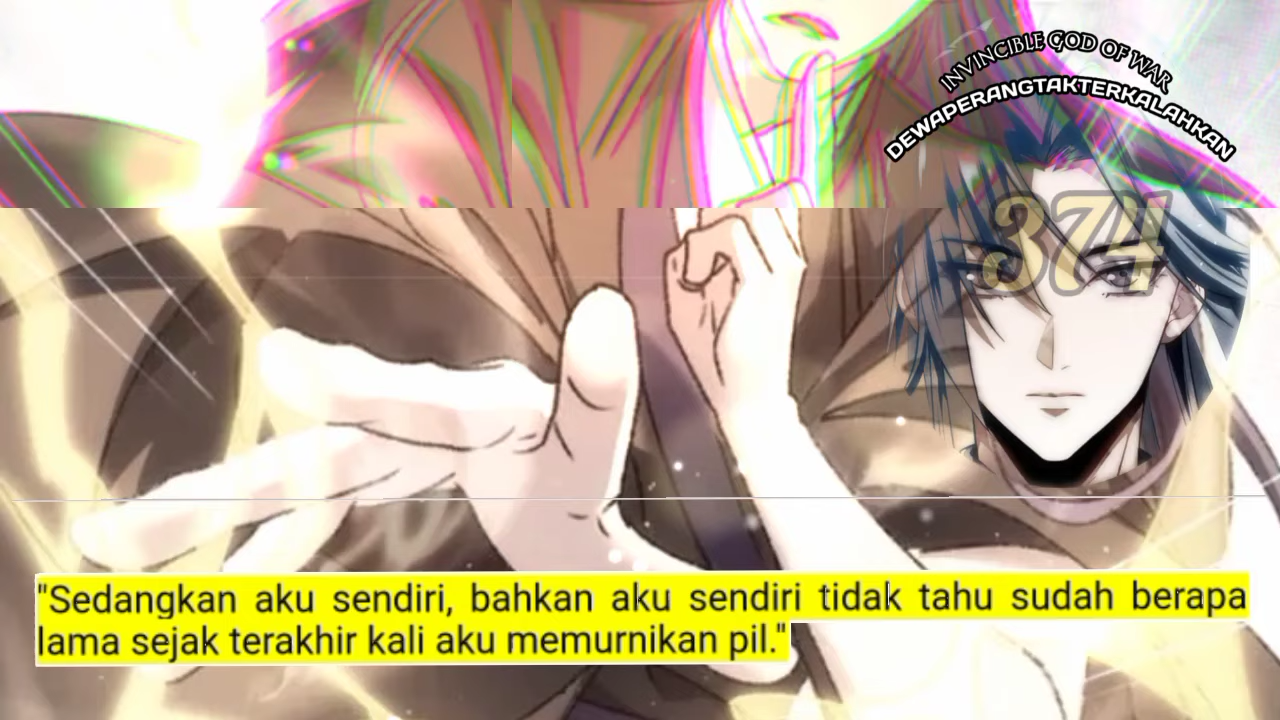 INVINCIBLE GOD OF WAR
DEWAPERANGTAKTERKALAHKAN
374
"Sedangkan aku sendiri, bahkan aku sendiri tidak tahu sudah berapa
lama sejak terakhir kali aku memurnikan pil."